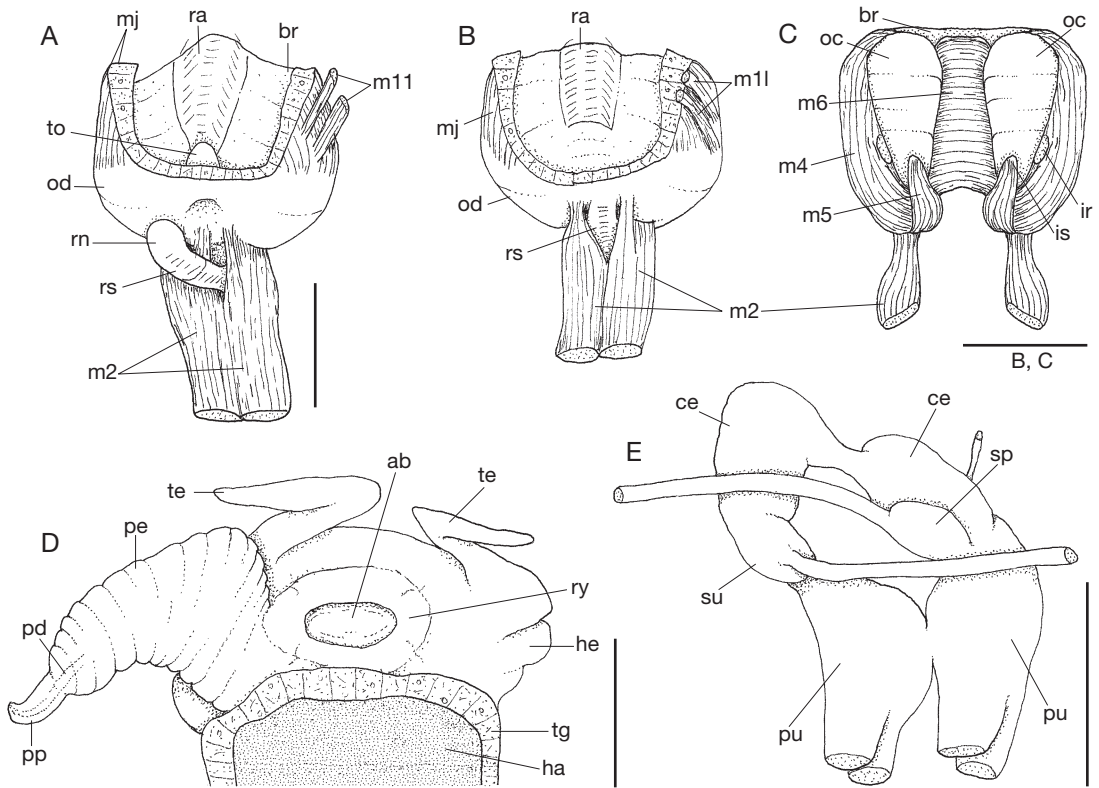 A
mj
ra
br
m11
to
od
rn
rs
m2
B
ra
m1l
mj
od
rs
m2
C
br
oc
oc
m6
m4
m5
ir
is
B, C
D
te
ab
te
pe
ry
pd
he
pp
tg
ha
E
ce
ce
sp
su
pu
pu